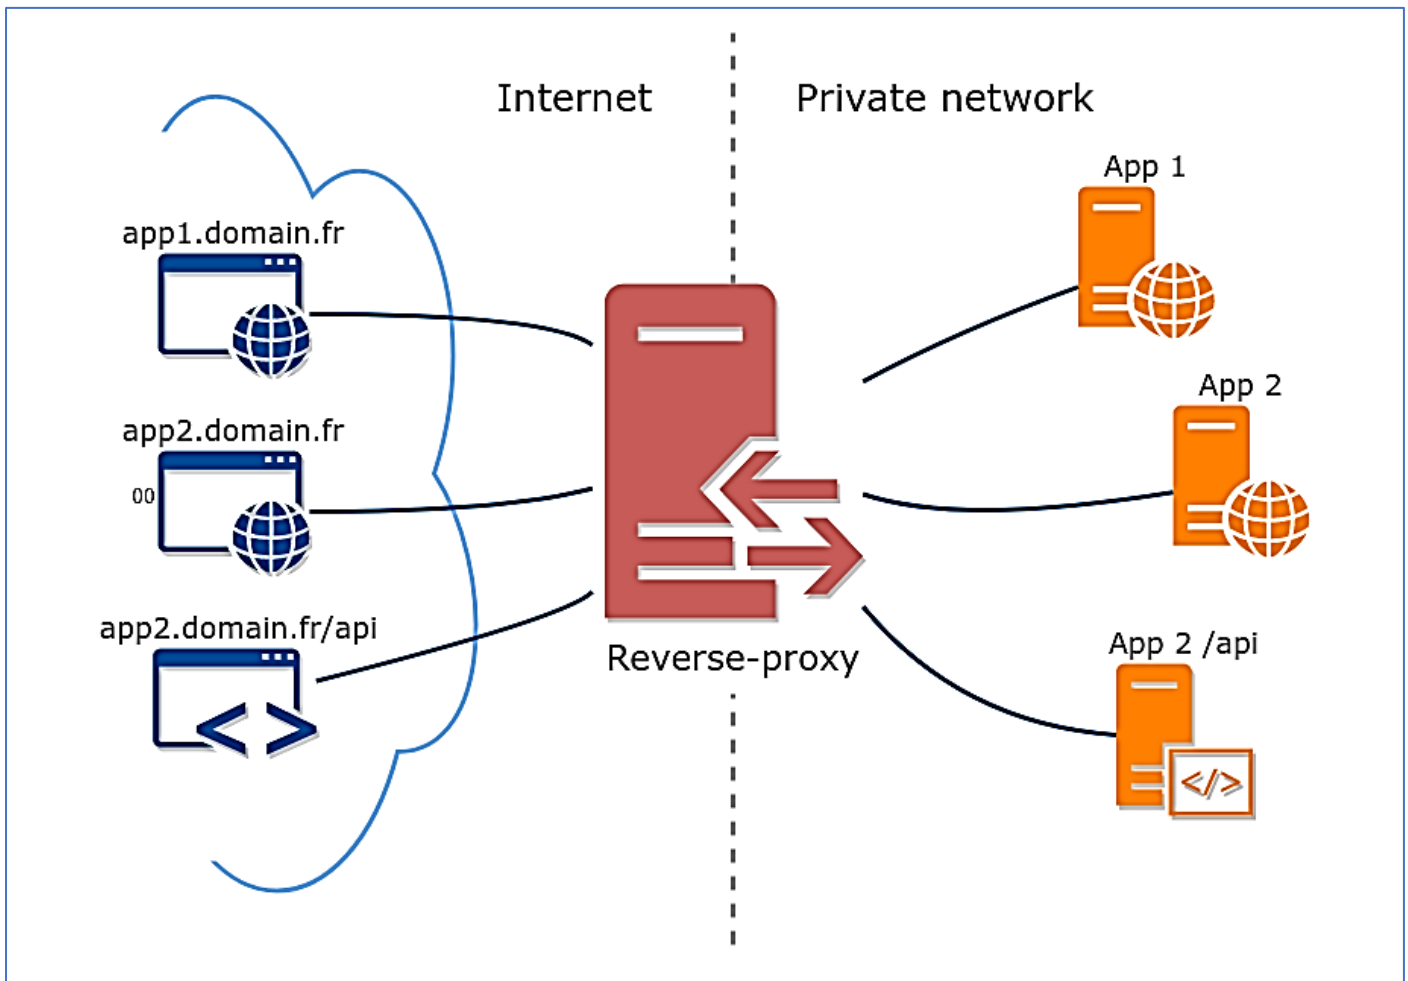 Internet
Private network
App 1
app1.domain.fr
App 2
app2.domain.fr
00
app2.domain.fr/api
Reverse-proxy
App 2 /api
</>